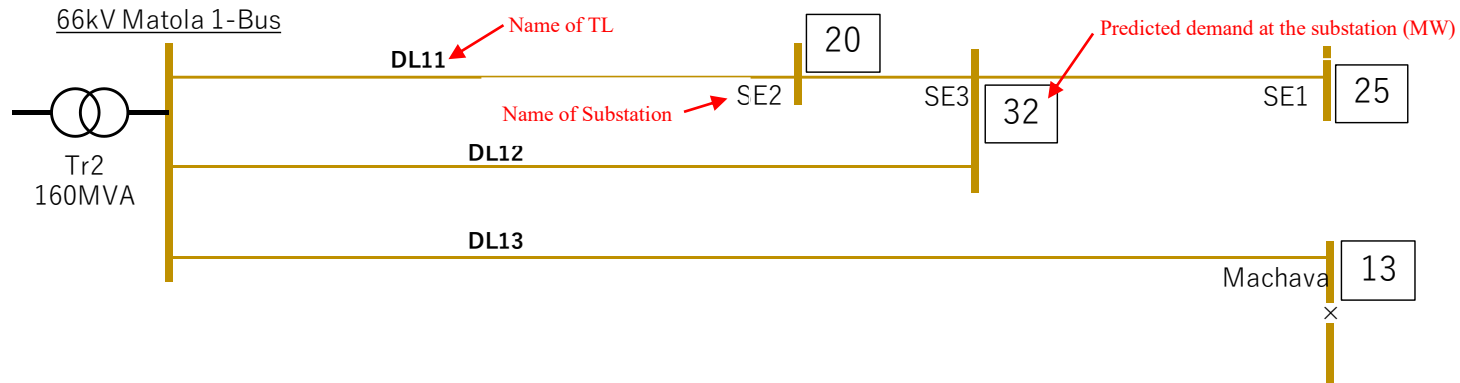 66kV Matola 1-Bus
Name of TL
20
Predicted demand at the substation (MW)
DL11
SE2
SE3
SE1
25
Name of Substation
32
DL12
Tr2
160MVA
DL13
Machava
13
×